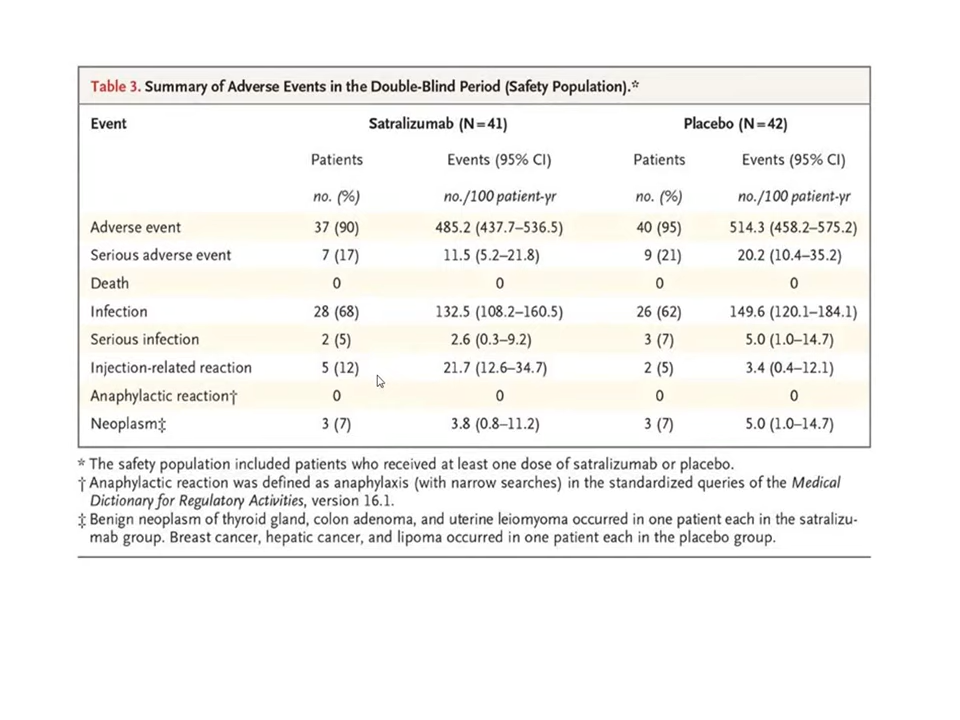 Table 3. Summary of Adverse Events in the Double-Blind Period (Safety Population).*
Event Satralizumab (N=41) Placebo (N=42)
Patients Events (95% CI) Patients Events (95% CI)
no. (%) no./100 patient-yr no. (%) no./100 patient-yr
Adverse event 37 (90) 485.2 (437.7–536.5) 40 (95) 514.3 (458.2–575.2)
Serious adverse event 7 (17) 11.5 (5.2–21.8) 9 (21) 20.2 (10.4–35.2)
Death 0 0 0 0
Infection 28 (68) 132.5 (108.2–160.5) 26 (62) 149.6 (120.1–184.1)
Serious infection 2 (5) 2.6 (0.3–9.2) 3 (7) 5.0 (1.0–14.7)
Injection-related reaction 5 (12) 21.7 (12.6–34.7) 2 (5) 3.4 (0.4–12.1)
Anaphylactic reaction† 0 0 0 0
Neoplasm‡ 3 (7) 3.8 (0.8–11.2) 3 (7) 5.0 (1.0–14.7)
* The safety population included patients who received at least one dose of satralizumab or placebo.
† Anaphylactic reaction was defined as anaphylaxis (with narrow searches) in the standardized queries of the Medical
Dictionary for Regulatory Activities, version 16.1.
‡ Benign neoplasm of thyroid gland, colon adenoma, and uterine leiomyoma occurred in one patient each in the satralizu-
mab group. Breast cancer, hepatic cancer, and lipoma occurred in one patient each in the placebo group.